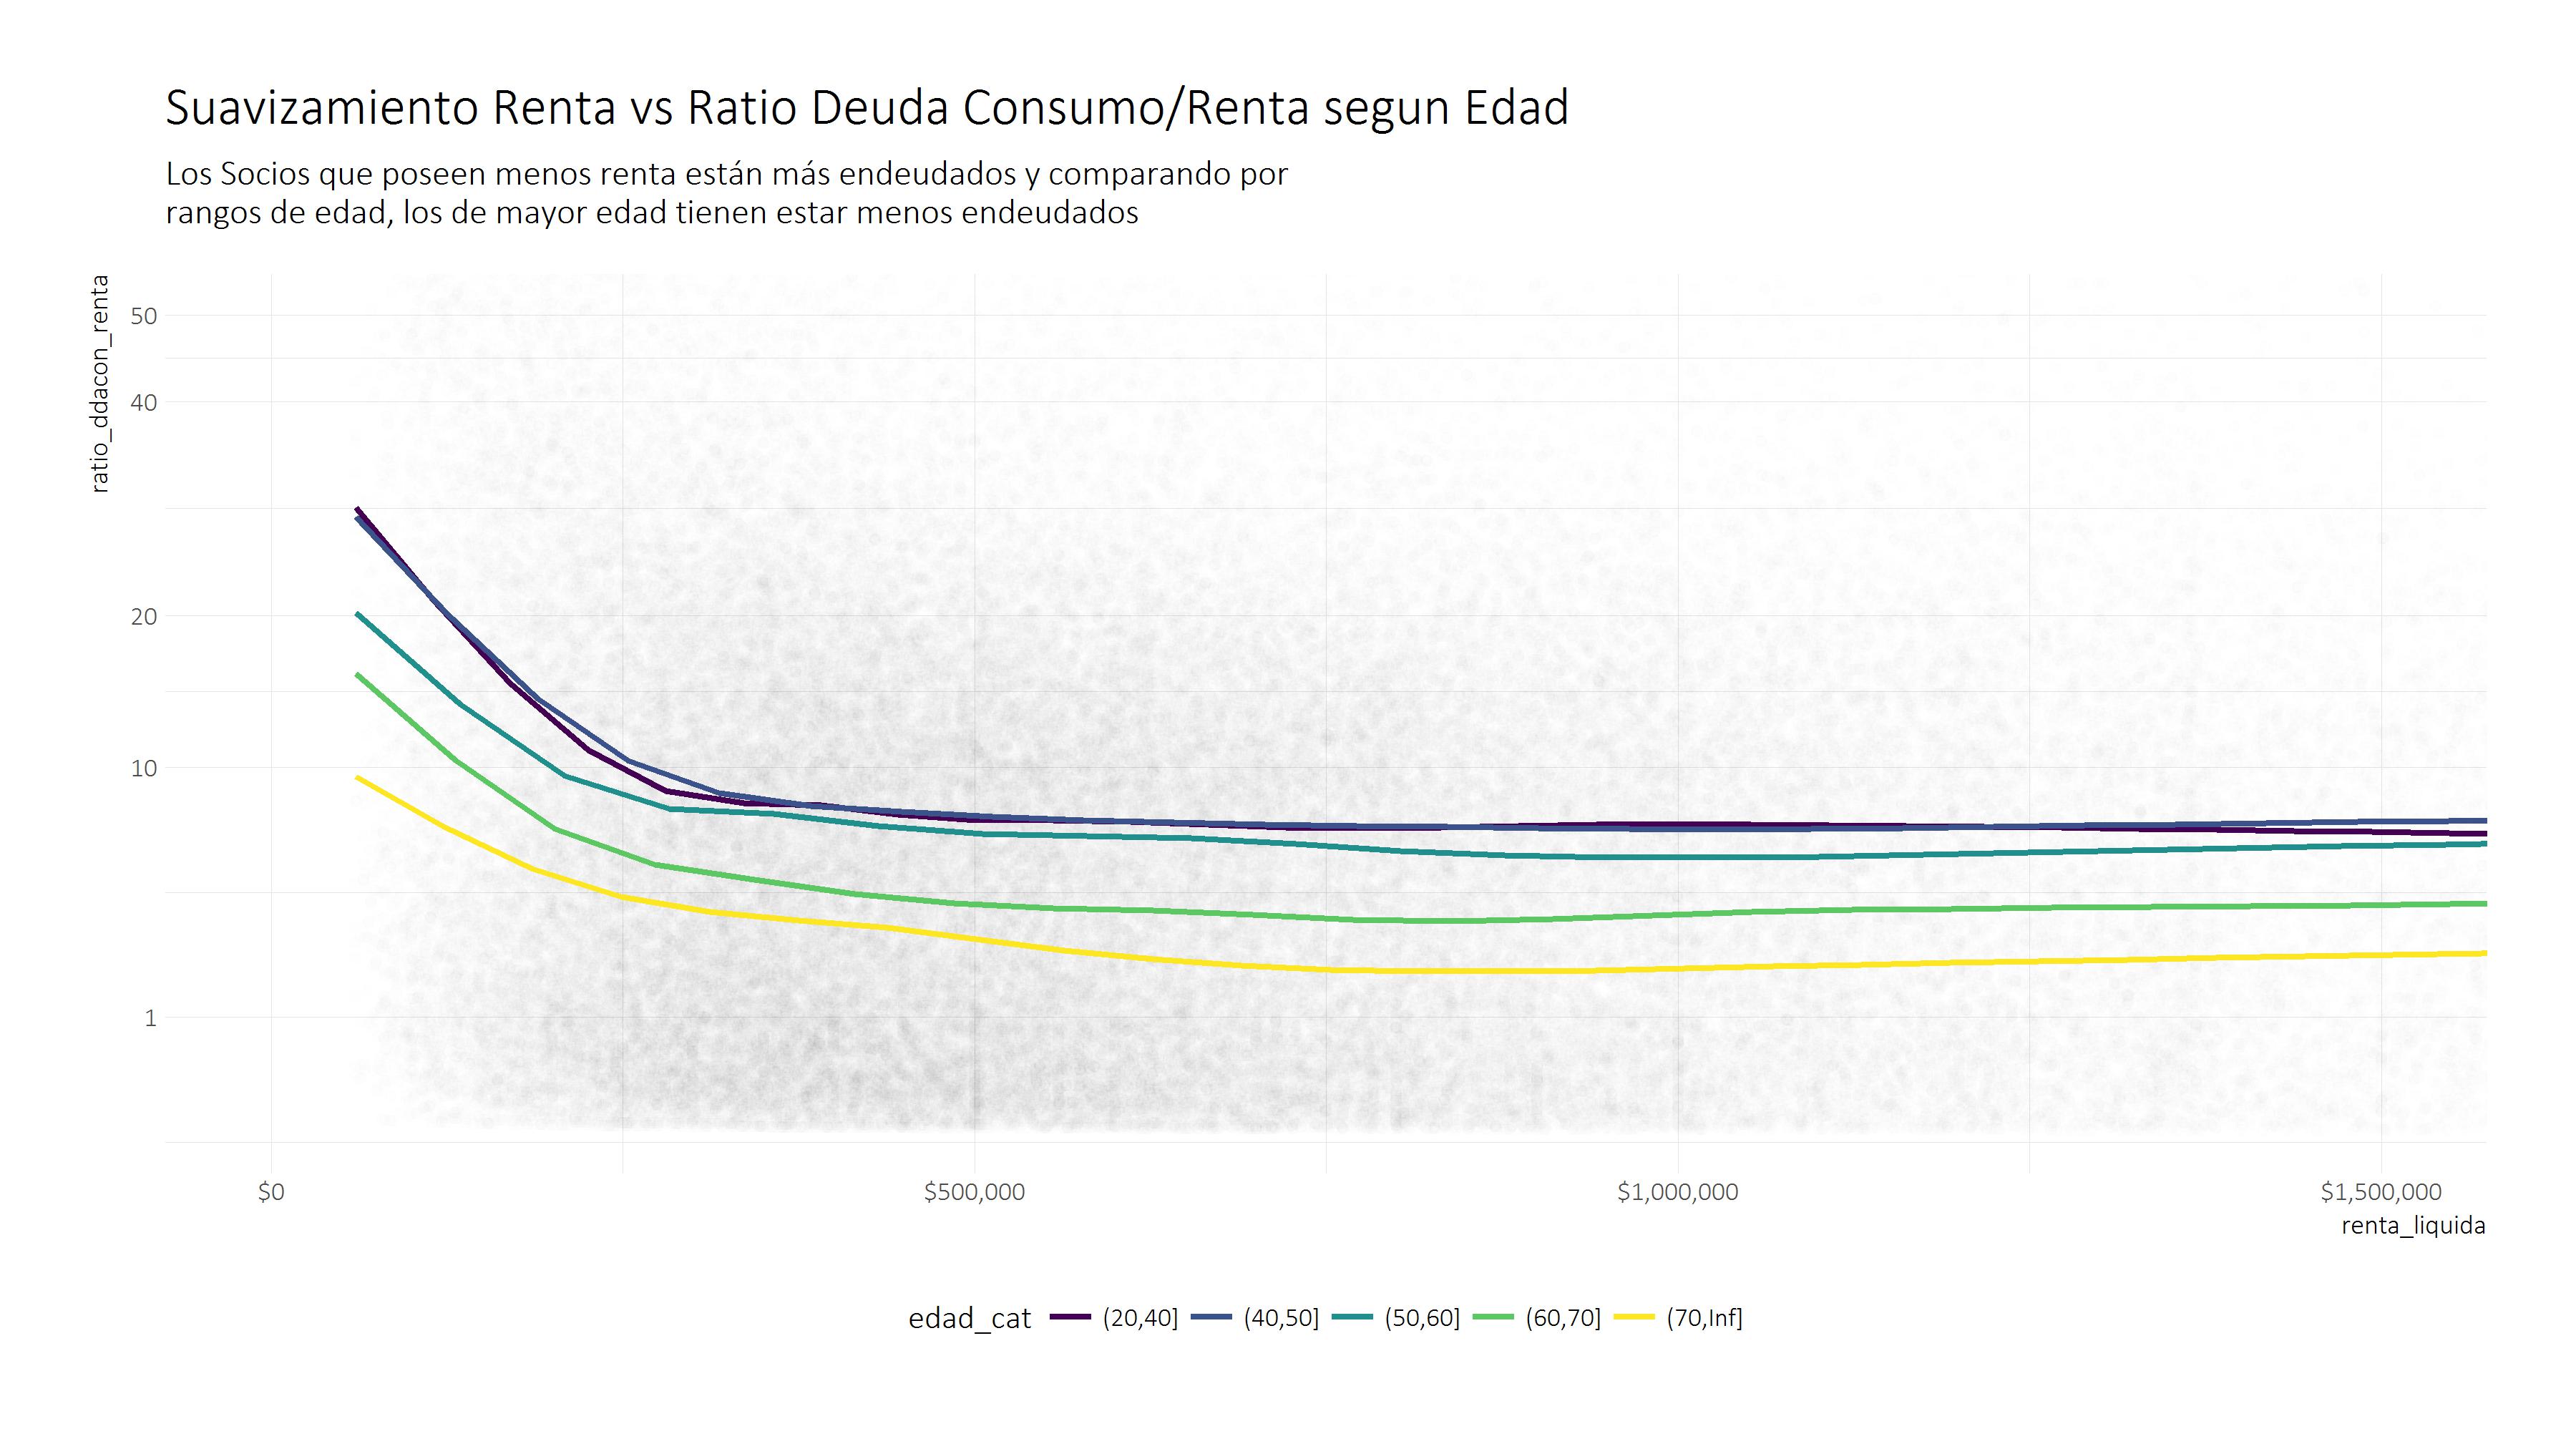 Suavizamiento Renta vs Ratio Deuda Consumo/Renta segun Edad
Los Socios que poseen menos renta están más endeudados y comparando por
rangos de edad, los de mayor edad tienen estar menos endeudados
ratio_ddacon_renta
50
40
20
10
1
$0
$500,000
$1,000,000
$1,500,000
renta_liquida
edad_cat (20,40] (40,50] (50,60] (60,70] (70,Inf]